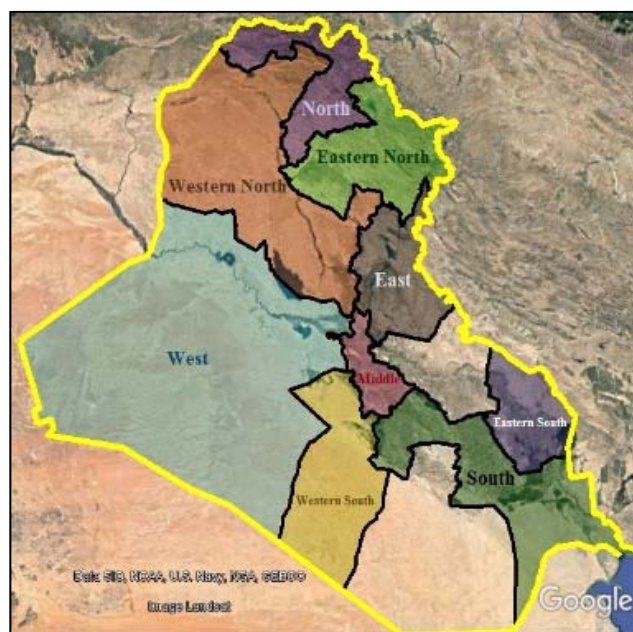 North
Eastern North
Western North
East
West
Middle
Eastern South
South
Western South
Data SIO, NOAA, U.S. Navy, NGA, GEBCO
Image Landsat
Google